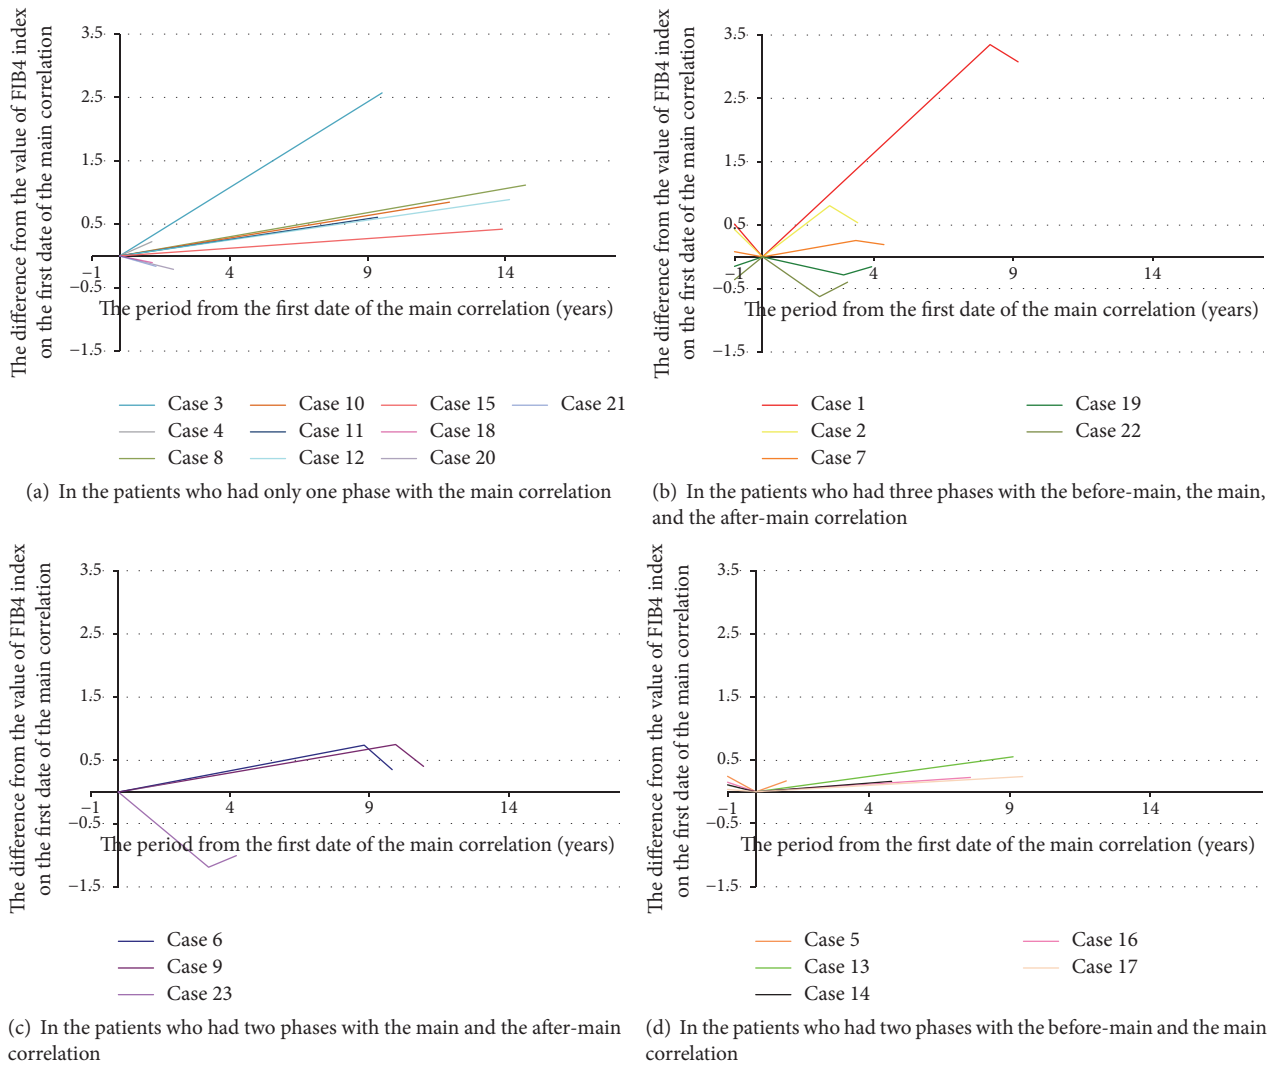 The difference from the value of FIB4 index
on the first date of the main correlation
3.5
2.5
1.5
0.5
−0.5
−1.5
−1
4
9
14
The period from the first date of the main correlation (years)
Case 3
Case 10
Case 15
Case 21
Case 4
Case 11
Case 18
Case 8
Case 12
Case 20
(a) In the patients who had only one phase with the main correlation
The difference from the value of FIB4 index
on the first date of the main correlation
3.5
2.5
1.5
0.5
−0.5
−1.5
−1
4
9
14
The period from the first date of the main correlation (years)
Case 1
Case 19
Case 2
Case 22
Case 7
(b) In the patients who had three phases with the before-main, the main,
and the after-main correlation
The difference from the value of FIB4 index
on the first date of the main correlation
3.5
2.5
1.5
0.5
−0.5
−1.5
−1
4
9
14
The period from the first date of the main correlation (years)
Case 6
Case 9
Case 23
(c) In the patients who had two phases with the main and the after-main
correlation
The difference from the value of FIB4 index
on the first date of the main correlation
3.5
2.5
1.5
0.5
−0.5
−1.5
−1
4
9
14
The period from the first date of the main correlation (years)
Case 5
Case 16
Case 13
Case 17
Case 14
(d) In the patients who had two phases with the before-main and the main
correlation